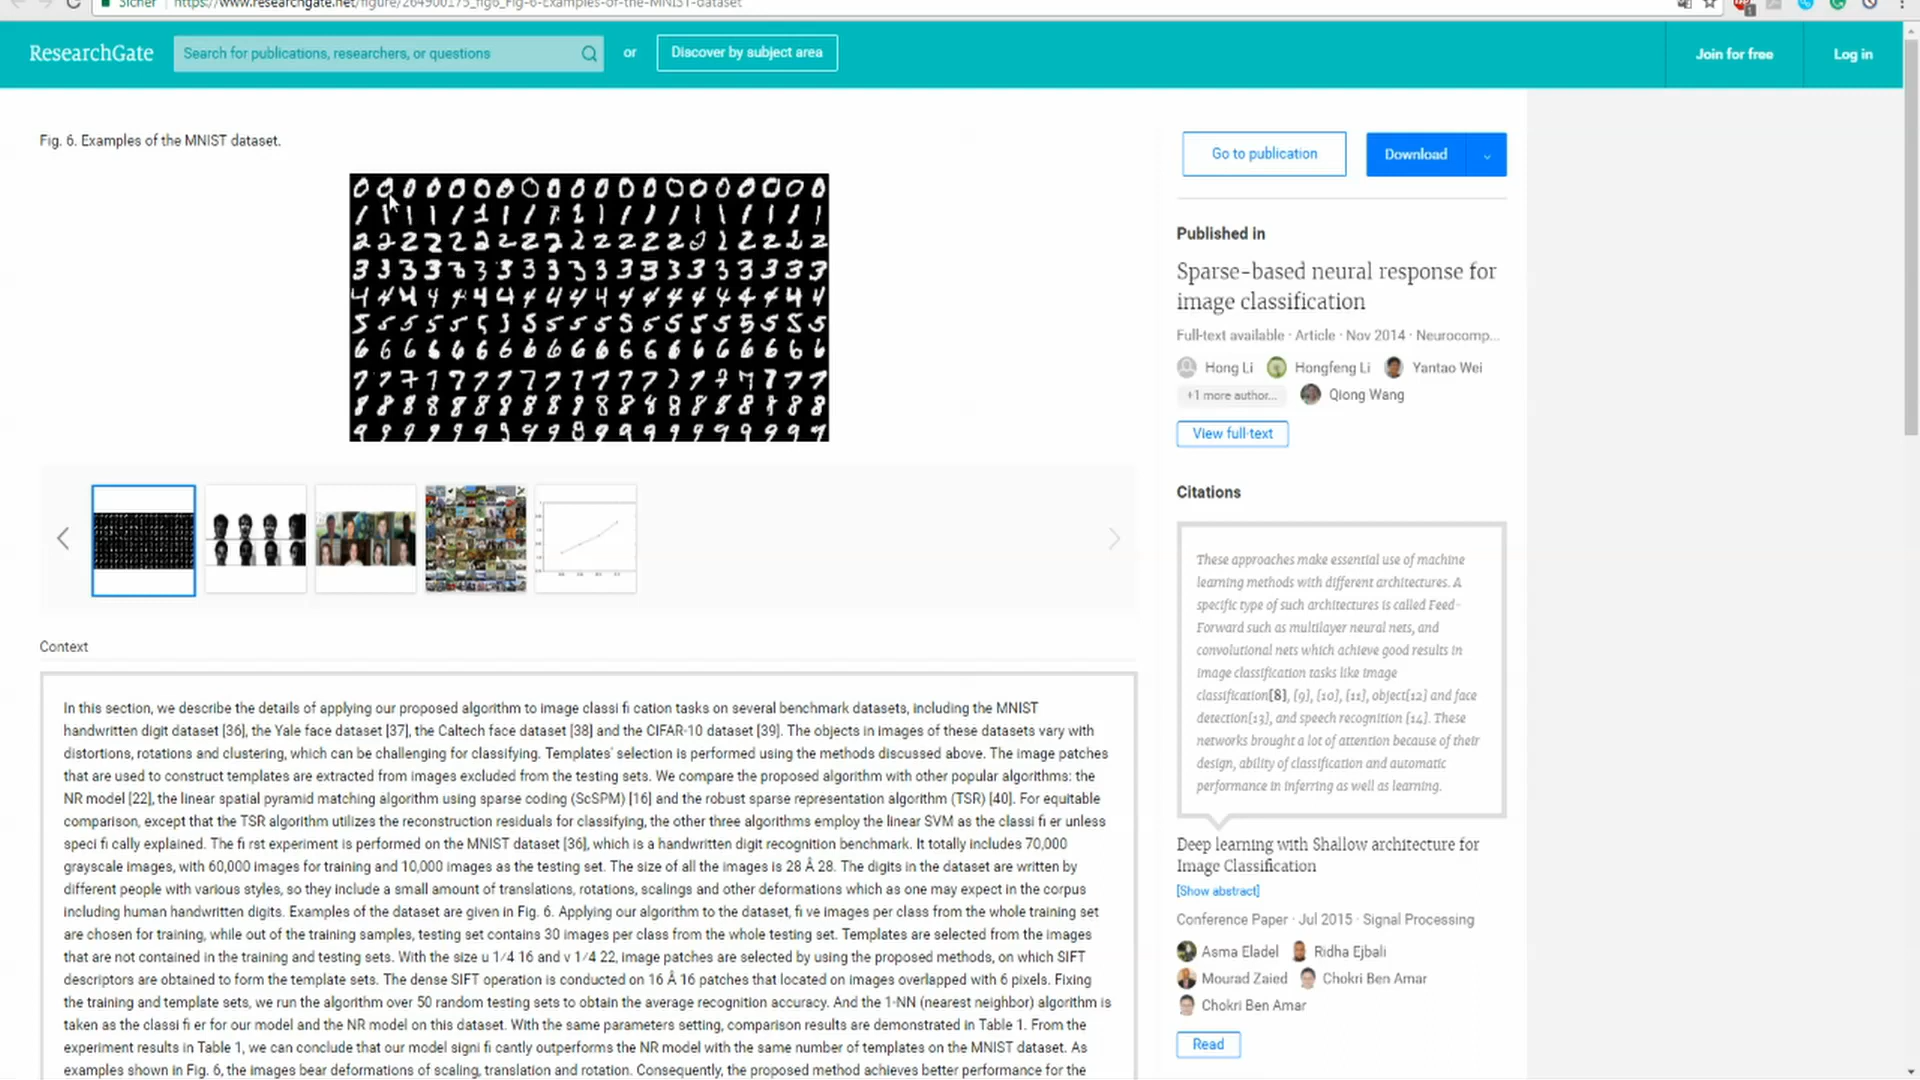 Sicher https://www.researchgate.net/figure/264900175_fig6_Fig-6-Examples-of-the-MNIST-dataset
ResearchGate Search for publications, researchers, or questions or Discover by subject area Join for free Log in
Fig. 6. Examples of the MNIST dataset.
Go to publication Download
Published in
Sparse-based neural response for
image classification
Full-text available · Article · Nov 2014 · Neurocomp...
Hong Li Hongfeng Li Yantao Wei
+1 more author... Qiong Wang
View full-text
Citations
These approaches make essential use of machine
learning methods with different architectures. A
specific type of such architectures is called Feed-
Forward such as multilayer neural nets, and
convolutional nets which achieve good results in
image classification tasks like image
classification[8], [9], [10], [11], object[12] and face
detection[13], and speech recognition [14]. These
networks brought a lot of attention because of their
design, ability of classification and automatic
performance in inferring as well as learning.
Deep learning with Shallow architecture for
Image Classification
[Show abstract]
Conference Paper · Jul 2015 · Signal Processing
Asma Eladel Ridha Ejbali
Mourad Zaied Chokri Ben Amar
Chokri Ben Amar
Read
Context
In this section, we describe the details of applying our proposed algorithm to image classi fi cation tasks on several benchmark datasets, including the MNIST
handwritten digit dataset [36], the Yale face dataset [37], the Caltech face dataset [38] and the CIFAR-10 dataset [39]. The objects in images of these datasets vary with
distortions, rotations and clustering, which can be challenging for classifying. Templates' selection is performed using the methods discussed above. The image patches
that are used to construct templates are extracted from images excluded from the testing sets. We compare the proposed algorithm with other popular algorithms: the
NR model [22], the linear spatial pyramid matching algorithm using sparse coding (ScSPM) [16] and the robust sparse representation algorithm (TSR) [40]. For equitable
comparison, except that the TSR algorithm utilizes the reconstruction residuals for classifying, the other three algorithms employ the linear SVM as the classi fi er unless
speci fi cally explained. The fi rst experiment is performed on the MNIST dataset [36], which is a handwritten digit recognition benchmark. It totally includes 70,000
grayscale images, with 60,000 images for training and 10,000 images as the testing set. The size of all the images is 28 Â 28. The digits in the dataset are written by
different people with various styles, so they include a small amount of translations, rotations, scalings and other deformations which as one may expect in the corpus
including human handwritten digits. Examples of the dataset are given in Fig. 6. Applying our algorithm to the dataset, fi ve images per class from the whole training set
are chosen for training, while out of the training samples, testing set contains 30 images per class from the whole testing set. Templates are selected from the images
that are not contained in the training and testing sets. With the size u 1⁄4 16 and v 1⁄4 22, image patches are selected by using the proposed methods, on which SIFT
descriptors are obtained to form the template sets. The dense SIFT operation is conducted on 16 Â 16 patches that located on images overlapped with 6 pixels. Fixing
the training and template sets, we run the algorithm over 50 random testing sets to obtain the average recognition accuracy. And the 1-NN (nearest neighbor) algorithm is
taken as the classi fi er for our model and the NR model on this dataset. With the same parameters setting, comparison results are demonstrated in Table 1. From the
experiment results in Table 1, we can conclude that our model signi fi cantly outperforms the NR model with the same number of templates on the MNIST dataset. As
examples shown in Fig. 6, the images bear deformations of scaling, translation and rotation. Consequently, the proposed method achieves better performance for the